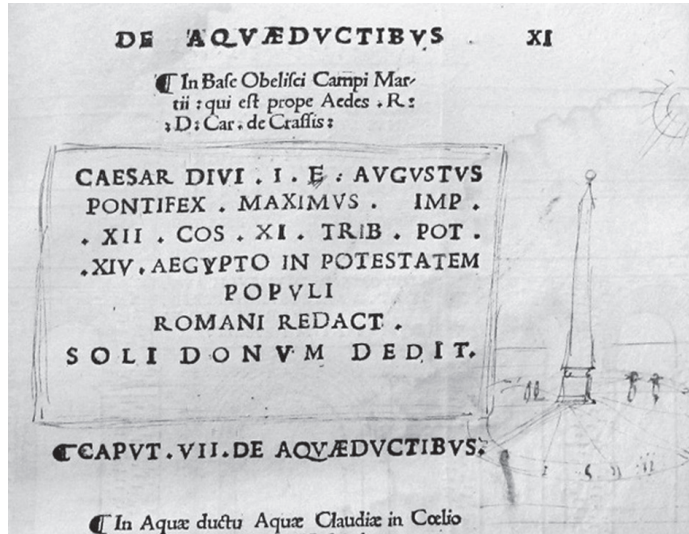 DE AQVÆDVCTIBVS XI
¶ In Baſe Obeliſci Campi Mar-
tii : qui eſt prope Aedes . R :
: D : Car . de Craſſis :
CAESAR DIVI . I . E . AVGVSTVS
PONTIFEX . MAXIMVS . IMP .
. XII . COS . XI . TRIB . POT .
. XIV . AEGYPTO IN POTESTATEM
POPVLI
ROMANI REDACT .
SOLI DONVM DEDIT.
¶ CAPVT . VII . DE AQVÆDVCTIBVS.
¶ In Aquæ ductu Aquæ Claudiæ in Cœlio